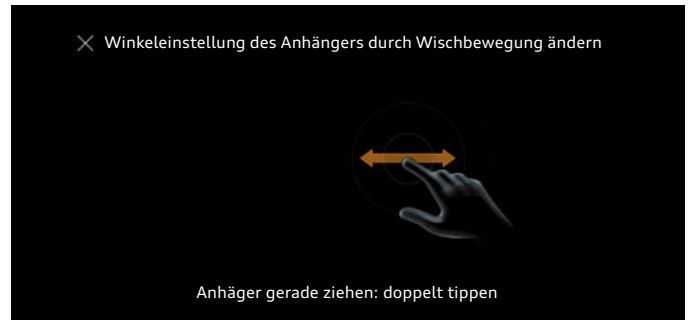 Winkeleinstellung des Anhängers durch Wischbewegung ändern
Anhäger gerade ziehen: doppelt tippen